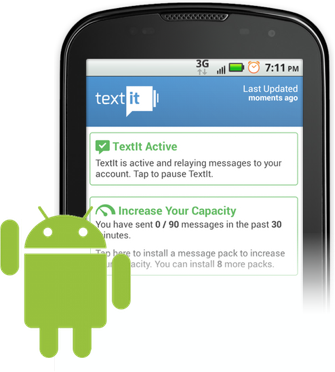 3G 7:11 PM
textit
Last Updated
moments ago
TextIt Active
TextIt is active and relaying messages to your
account. Tap to pause TextIt.
Increase Your Capacity
You have sent 0 / 90 messages in the past 30
minutes.
Tap here to install a message pack to increase
capacity. You can install 8 more packs.